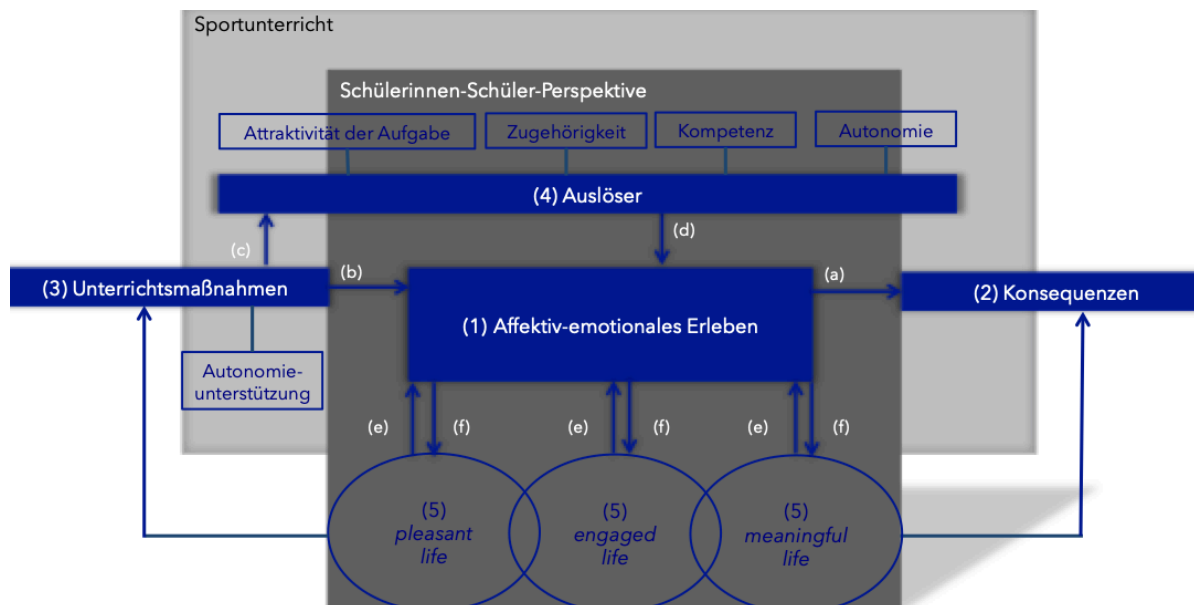 Sportunterricht
Schülerinnen-Schüler-Perspektive
Attraktivität der Aufgabe
Zugehörigkeit
Kompetenz
Autonomie
(4) Auslöser
(c)
(d)
(3) Unterrichtsmaßnahmen
(b)
(a)
(2) Konsequenzen
(1) Affektiv-emotionales Erleben
Autonomie-
unterstützung
(e)
(f)
(e)
(f)
(e)
(f)
(5)
pleasant
life
(5)
engaged
life
(5)
meaningful
life